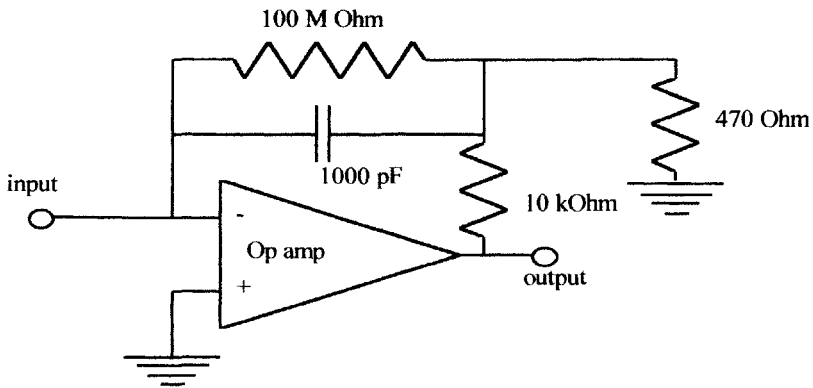 100 M Ohm
470 Ohm
1000 pF
input
10 kOhm
-
Op amp
+
output